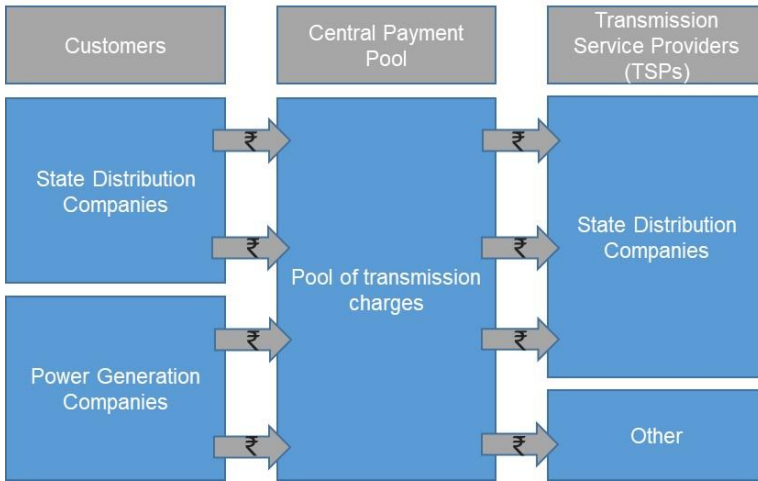 Customers
Central Payment
Pool
Transmission
Service Providers
(TSPs)
State Distribution
Companies
₹ ₹
₹ ₹
State Distribution
Companies
Pool of transmission
charges
₹ ₹
Power Generation
Companies
₹ ₹
Other